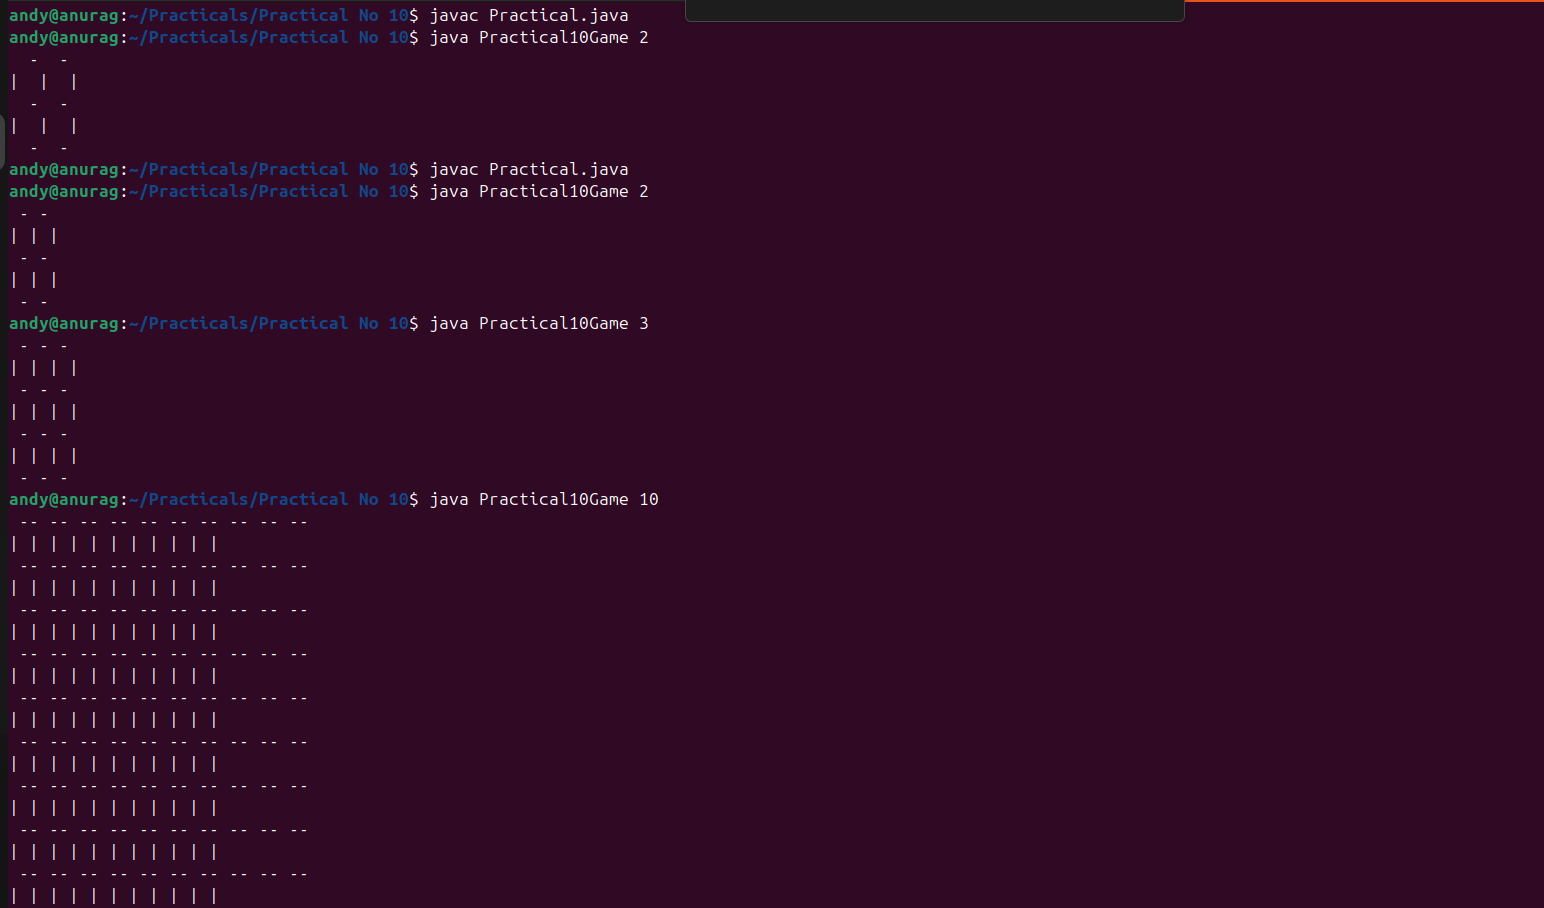 andy@anurag:~/Practicals/Practical No 10$ javac Practical.java
andy@anurag:~/Practicals/Practical No 10$ java Practical10Game 2
  -  -
|  |  |
  -  -
|  |  |
  -  -
andy@anurag:~/Practicals/Practical No 10$ javac Practical.java
andy@anurag:~/Practicals/Practical No 10$ java Practical10Game 2
 - -
| | |
 - -
| | |
 - -
andy@anurag:~/Practicals/Practical No 10$ java Practical10Game 3
 - - -
| | | |
 - - -
| | | |
 - - -
| | | |
 - - -
andy@anurag:~/Practicals/Practical No 10$ java Practical10Game 10
 -- -- -- -- -- -- -- -- -- --
| | | | | | | | | | |
 -- -- -- -- -- -- -- -- -- --
| | | | | | | | | | |
 -- -- -- -- -- -- -- -- -- --
| | | | | | | | | | |
 -- -- -- -- -- -- -- -- -- --
| | | | | | | | | | |
 -- -- -- -- -- -- -- -- -- --
| | | | | | | | | | |
 -- -- -- -- -- -- -- -- -- --
| | | | | | | | | | |
 -- -- -- -- -- -- -- -- -- --
| | | | | | | | | | |
 -- -- -- -- -- -- -- -- -- --
| | | | | | | | | | |
 -- -- -- -- -- -- -- -- -- --
| | | | | | | | | | |